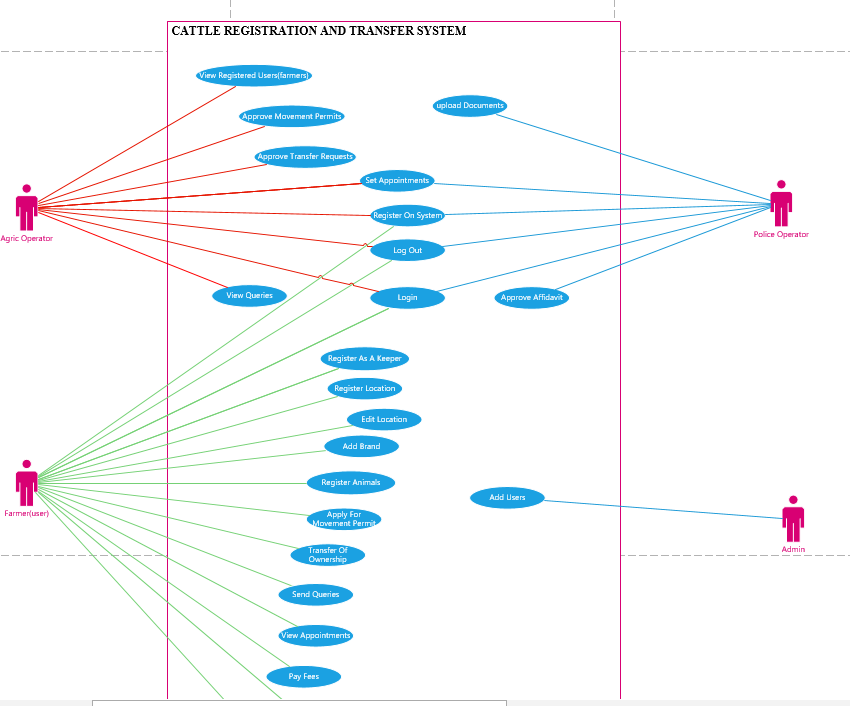 CATTLE REGISTRATION AND TRANSFER SYSTEM
View Registered Users(farmers)
upload Documents
Approve Movement Permits
Approve Transfer Requests
Set Appointments
Register On System
Agric Operator
Police Operator
Log Out
View Queries
Login
Approve Affidavit
Register As A Keeper
Register Location
Edit Location
Add Brand
Register Animals
Add Users
Farmer(user)
Apply For
Movement Permit
Admin
Transfer Of
Ownership
Send Queries
View Appointments
Pay Fees